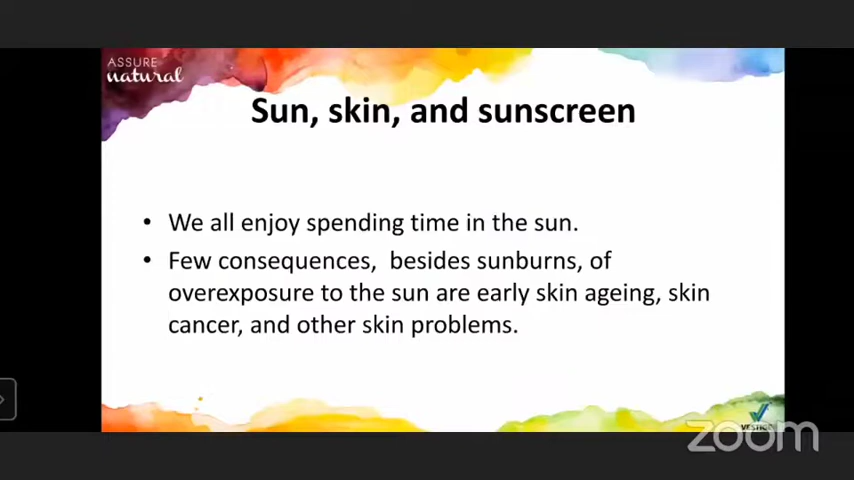 ASSURE
natural
Sun, skin, and sunscreen
• We all enjoy spending time in the sun.
• Few consequences,  besides sunburns, of
overexposure to the sun are early skin ageing, skin
cancer, and other skin problems.
VESTIGE
zoom